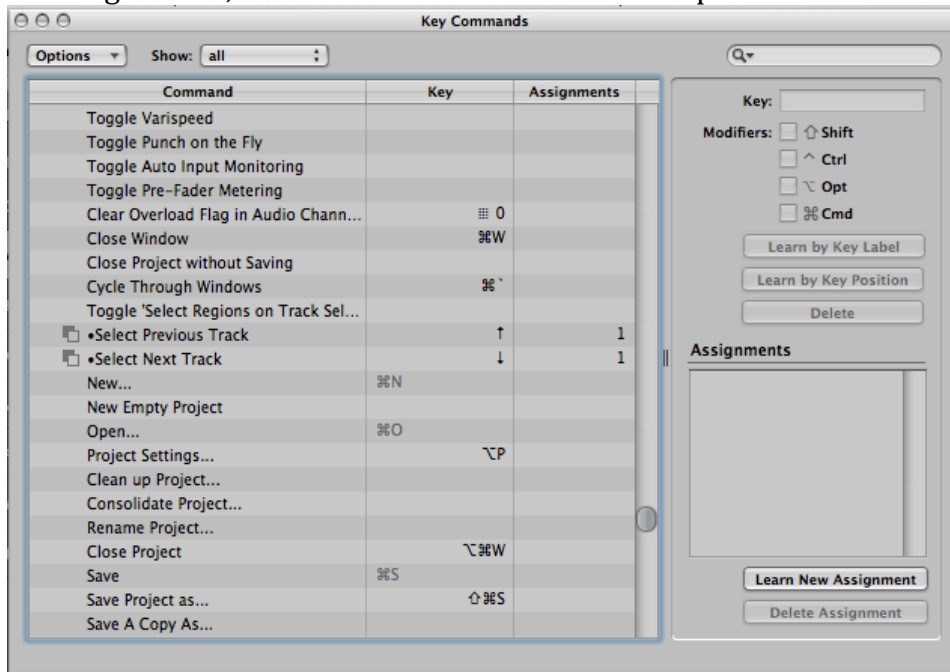 Key Commands
Options Show: all
Command Key Assignments
Toggle Varispeed
Toggle Punch on the Fly
Toggle Auto Input Monitoring
Toggle Pre-Fader Metering
Clear Overload Flag in Audio Chann... 0
Close Window ⌘W
Close Project without Saving
Cycle Through Windows ⌘`
Toggle 'Select Regions on Track Sel...
•Select Previous Track ↑ 1
•Select Next Track ↓ 1
New... ⌘N
New Empty Project
Open... ⌘O
Project Settings... ⌥P
Clean up Project...
Consolidate Project...
Rename Project...
Close Project ⌥⌘W
Save ⌘S
Save Project as... ⇧⌘S
Save A Copy As...
Key:
Modifiers: ⇧ Shift
^ Ctrl
⌥ Opt
⌘ Cmd
Learn by Key Label
Learn by Key Position
Delete
Assignments
Learn New Assignment
Delete Assignment